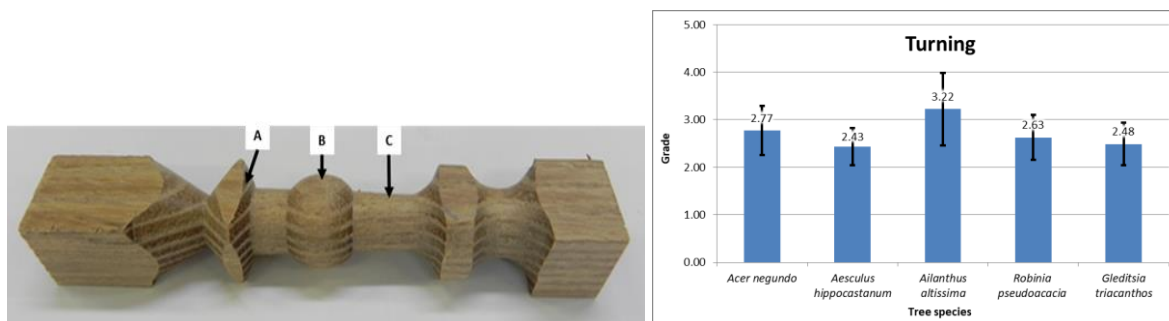 A
B
C
Turning
5.00
4.00
3.00
2.00
1.00
0.00
Grade
2.77
2.43
3.22
2.63
2.48
Acer negundo
Aesculus
hippocastanum
Ailanthus
altissima
Robinia
pseudoacacia
Gleditsia
triacanthos
Tree species